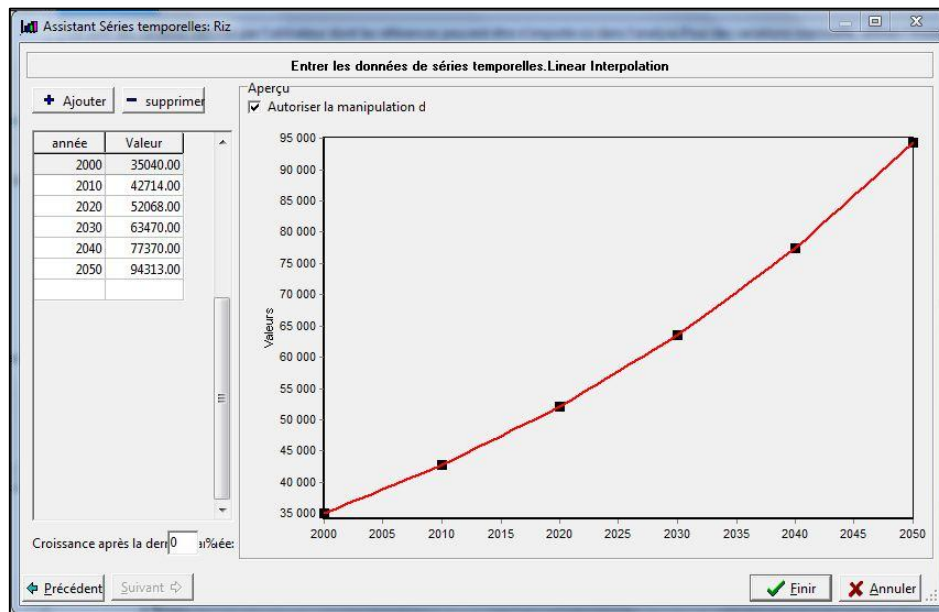 Assistant Séries temporelles: Riz
Entrer les données de séries temporelles.Linear Interpolation
+ Ajouter
− supprimer
année Valeur
2000 35040.00
2010 42714.00
2020 52068.00
2030 63470.00
2040 77370.00
2050 94313.00
Croissance après la derr 0 %ée:
Aperçu
Autoriser la manipulation d
95 000
90 000
85 000
80 000
75 000
70 000
65 000
60 000
55 000
50 000
45 000
40 000
35 000
Valeurs
2000 2005 2010 2015 2020 2025 2030 2035 2040 2045 2050
Précédent
Suivant
Finir
Annuler